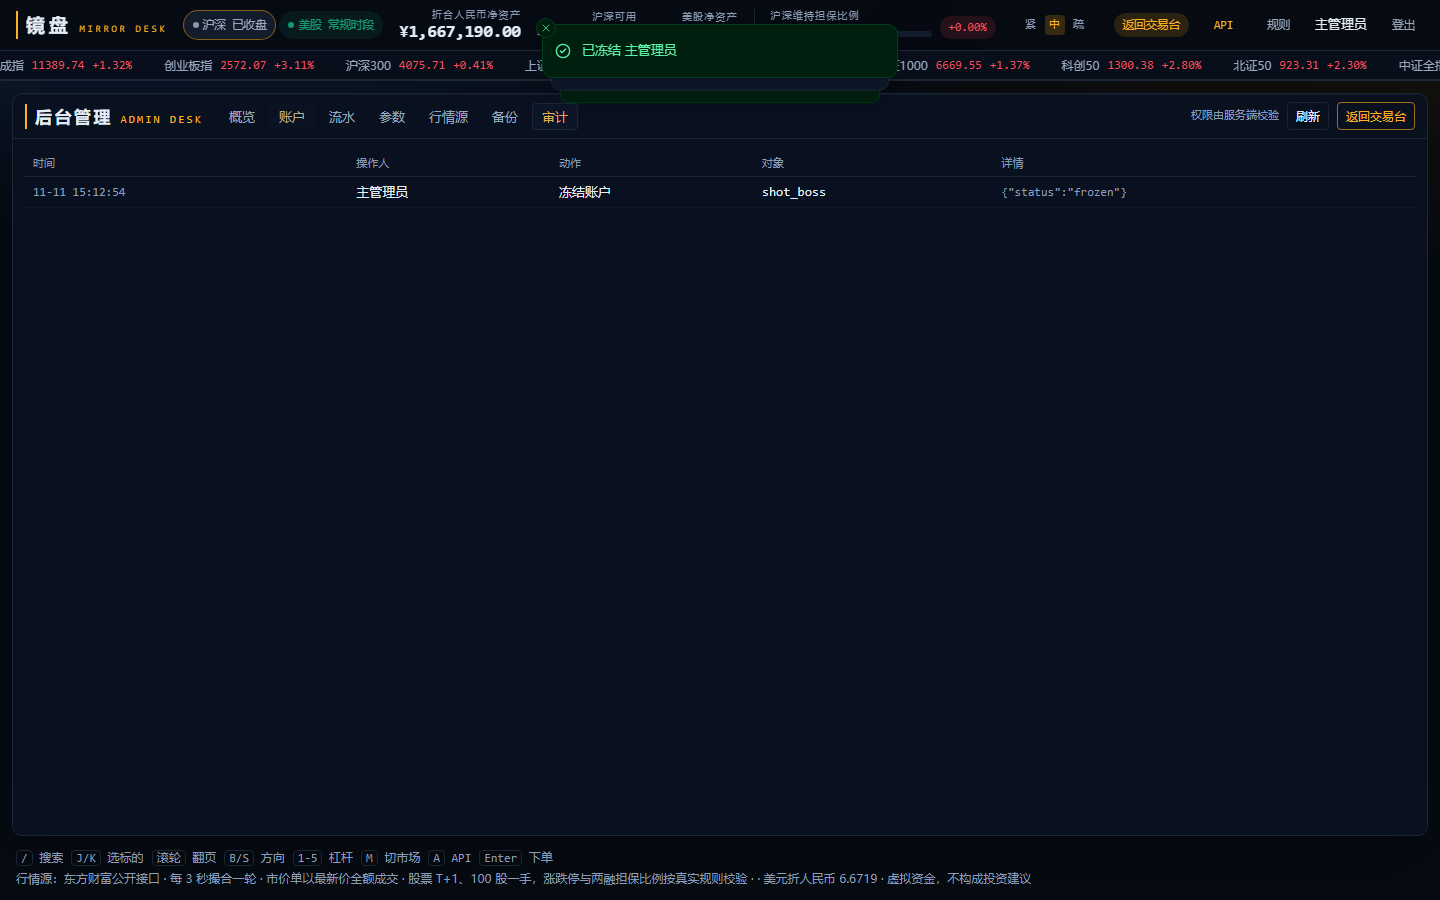 镜盘 MIRROR DESK 沪深 已收盘 美股 常规时段 折合人民币净资产 沪深可用 美股净资产 沪深维持担保比例
¥1,667,190.00 +0.00% 紧 中 疏 返回交易台 API 规则 主管理员 登出
已冻结 主管理员
成指 11389.74 +1.32% 创业板指 2572.07 +3.11% 沪深300 4075.71 +0.41% 1000 6669.55 +1.37% 科创50 1300.38 +2.80% 北证50 923.31 +2.30% 中证全指
后台管理 ADMIN DESK 概览 账户 流水 参数 行情源 备份 审计 权限由服务端校验 刷新 返回交易台
时间 操作人 动作 对象 详情
11-11 15:12:54 主管理员 冻结账户 shot_boss {"status":"frozen"}
/ 搜索 J/K 选标的 滚轮 翻页 B/S 方向 1-5 杠杆 M 切市场 A API Enter 下单
行情源：东方财富公开接口 · 每 3 秒撮合一轮 · 市价单以最新价全额成交 · 股票 T+1、100 股一手，涨跌停与两融担保比例按真实规则校验 · · 美元折人民币 6.6719 · 虚拟资金，不构成投资建议